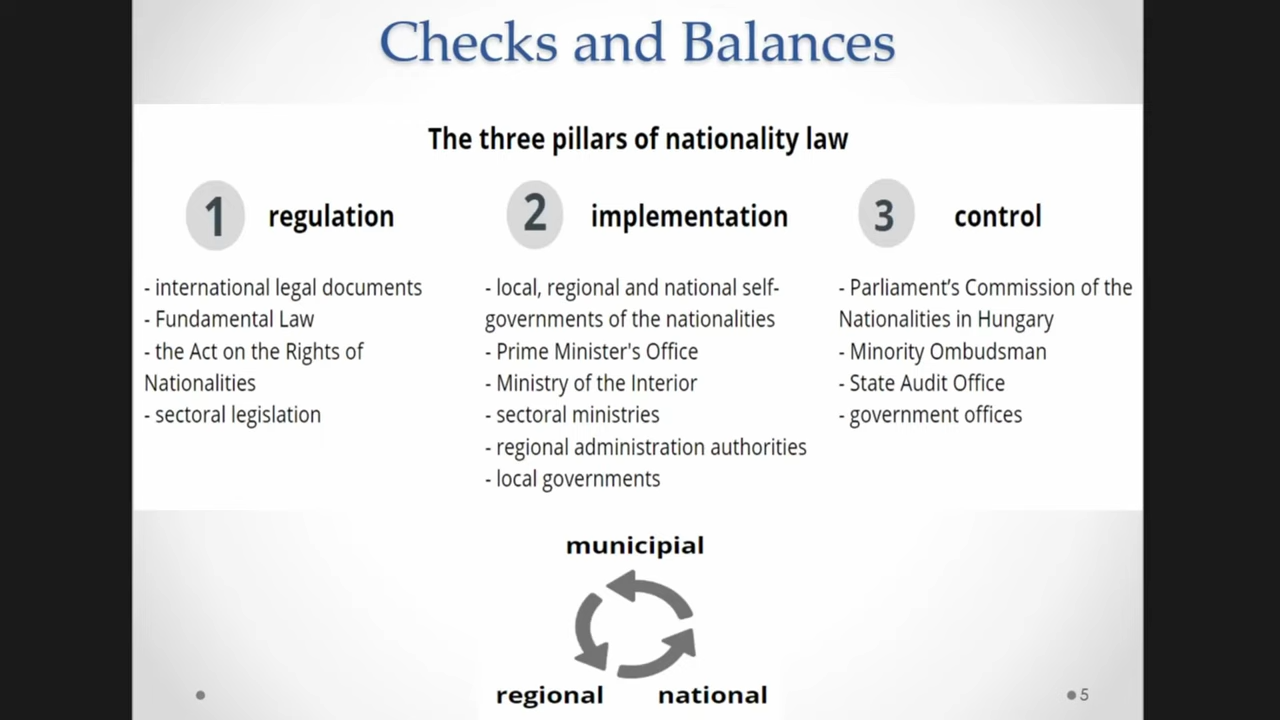 Checks and Balances
The three pillars of nationality law
1 regulation
- international legal documents
- Fundamental Law
- the Act on the Rights of
Nationalities
- sectoral legislation
2 implementation
- local, regional and national self-
governments of the nationalities
- Prime Minister's Office
- Ministry of the Interior
- sectoral ministries
- regional administration authorities
- local governments
3 control
- Parliament's Commission of the
Nationalities in Hungary
- Minority Ombudsman
- State Audit Office
- government offices
municipial
regional national
5